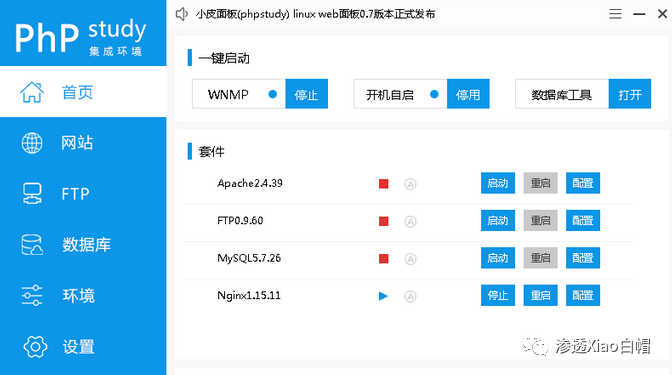 小皮面板(phpstudy) linux web面板0.7版本正式发布
PhP study
集成环境
首页
网站
FTP
数据库
环境
设置
一键启动
WNMP 停止 开机自启 停用 数据库工具 打开
套件
Apache2.4.39 启动 重启 配置
FTP0.9.60 启动 重启 配置
MySQL5.7.26 启动 重启 配置
Nginx1.15.11 停止 重启 配置
渗透Xiao白帽